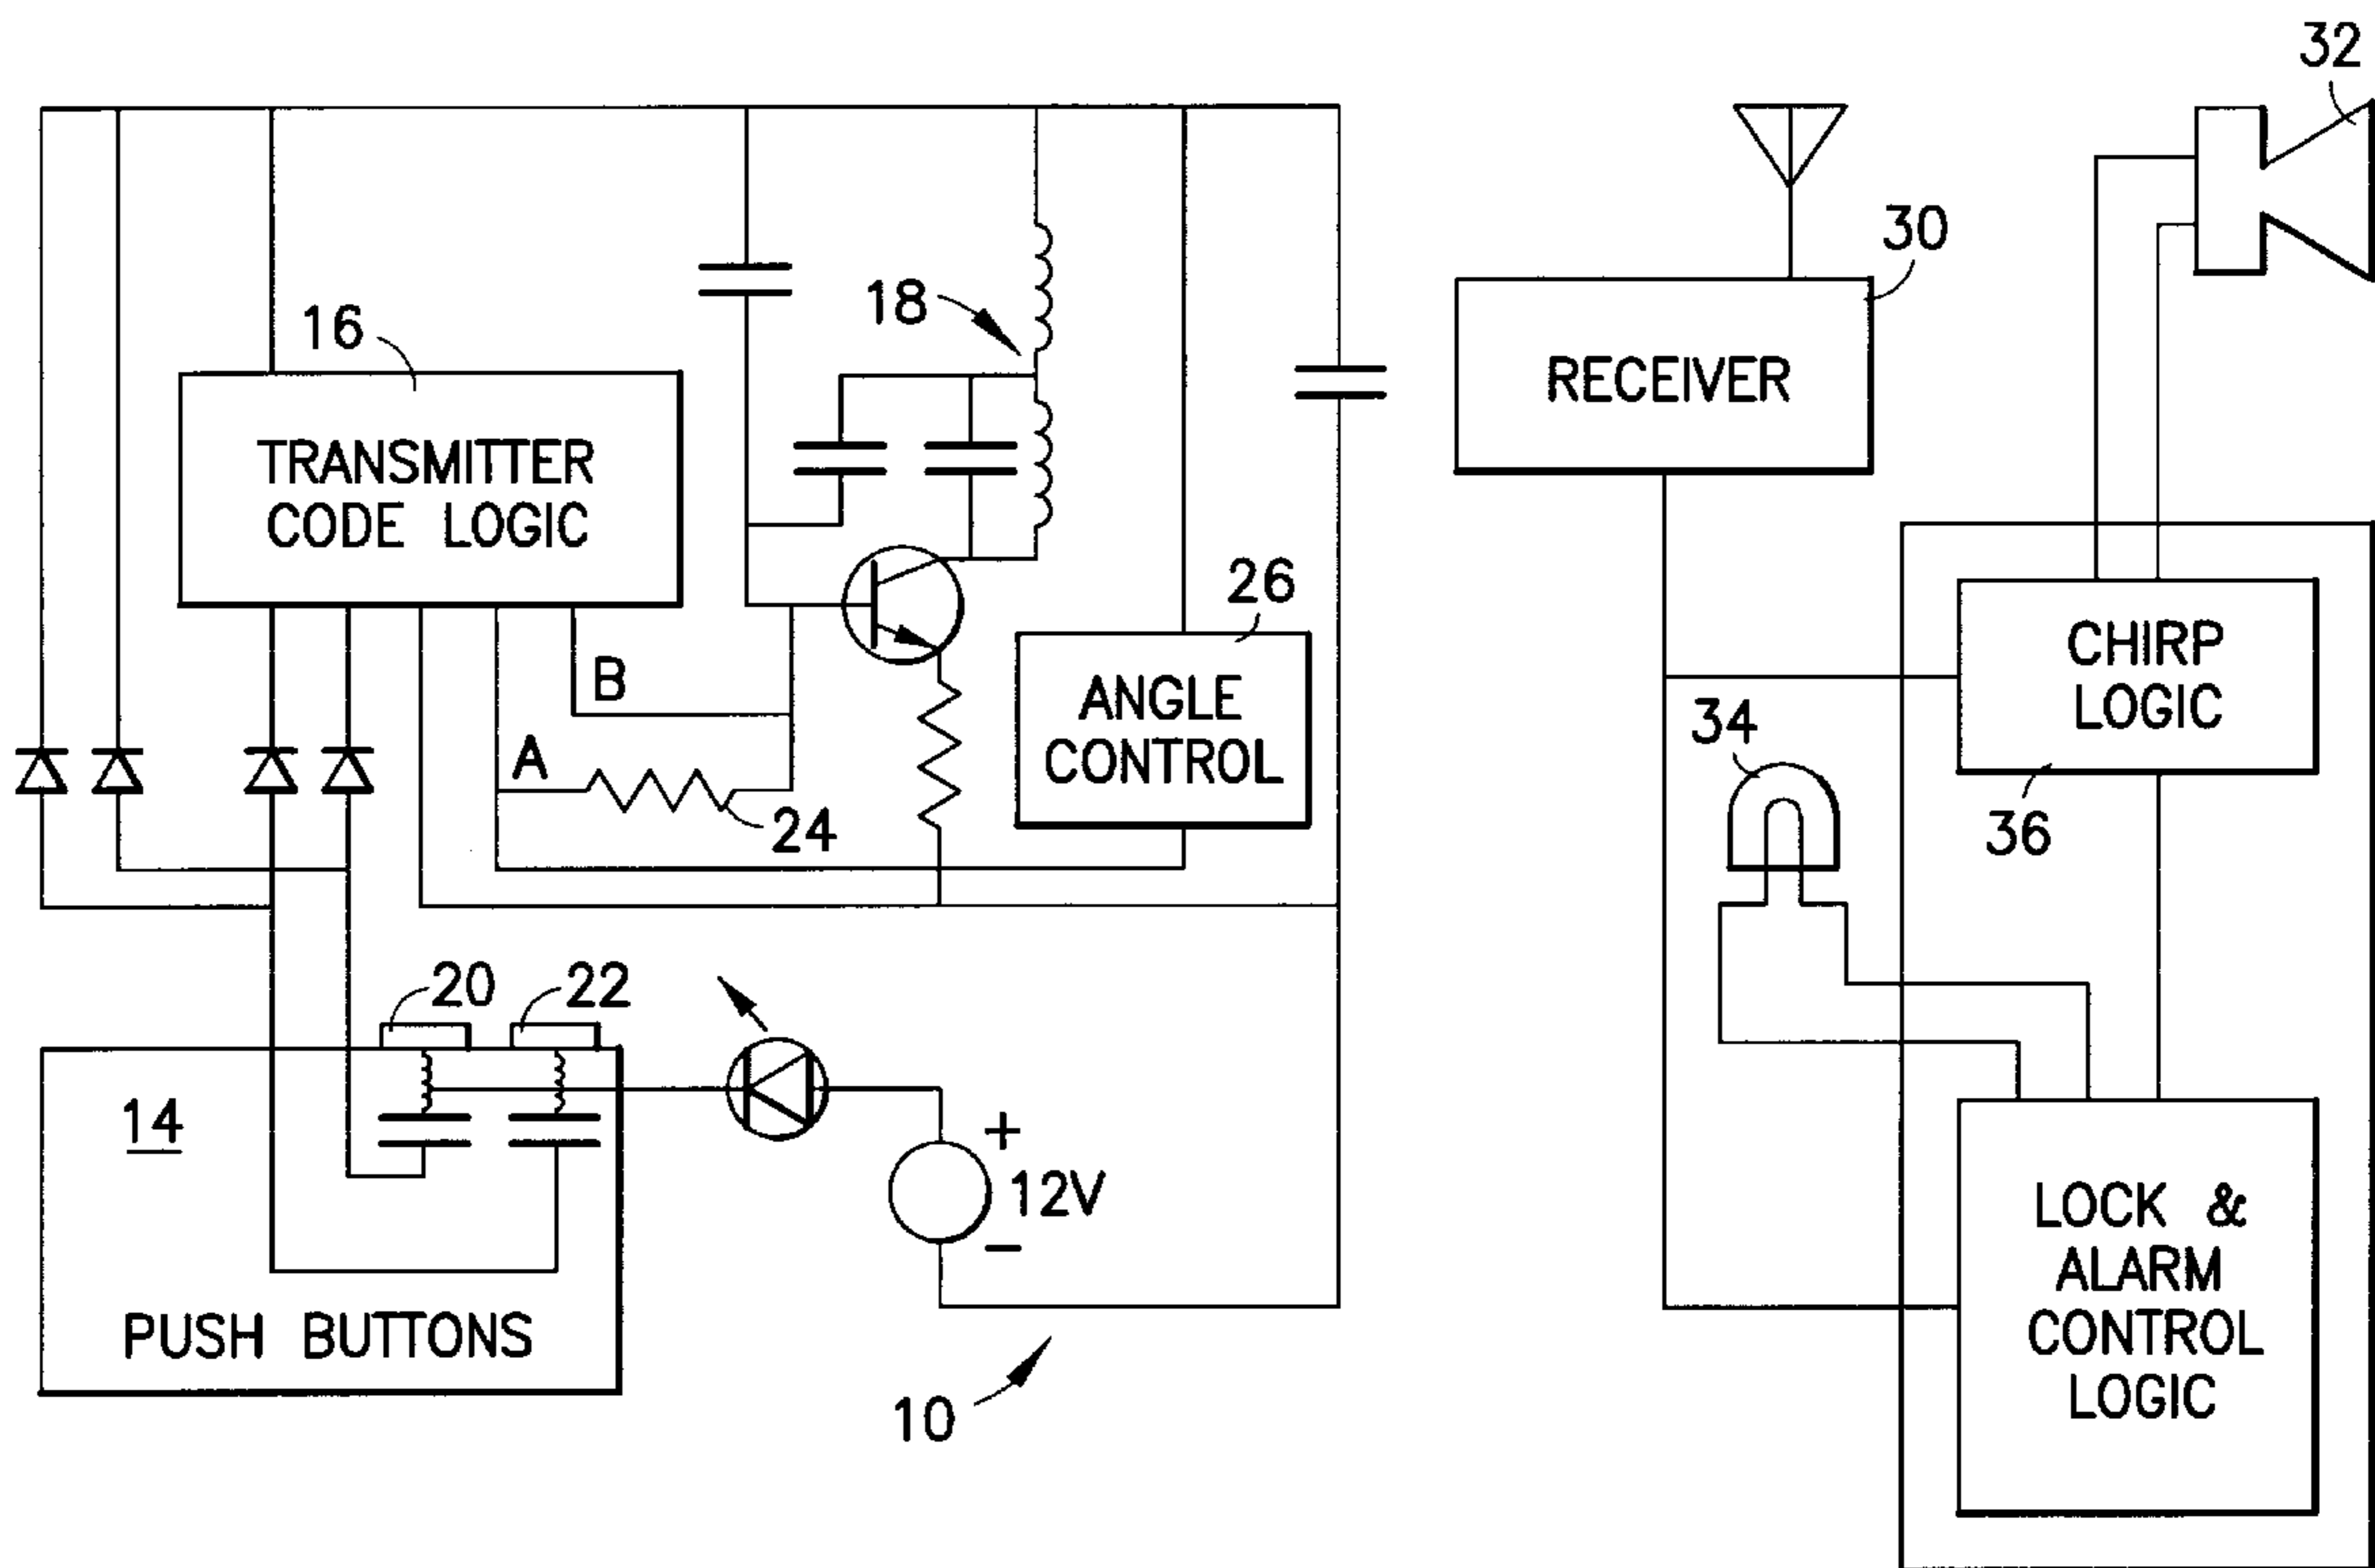 32
30
18
16
RECEIVER
TRANSMITTER
CODE LOGIC
26
CHIRP
LOGIC
B
ANGLE
CONTROL
34
A
24
36
20
22
14
+
12V
−
LOCK &
ALARM
CONTROL
LOGIC
PUSH BUTTONS
10